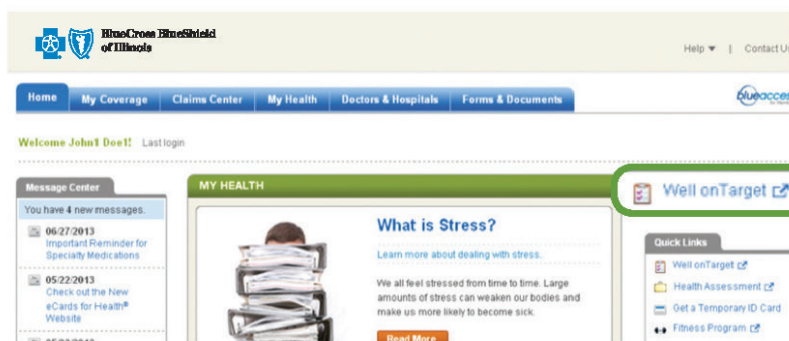 BlueCross BlueShield
of Illinois
Help ▼ | Contact Us
Home My Coverage Claims Center My Health Doctors & Hospitals Forms & Documents
blueaccess
Welcome John1 Doe1! Last login
Message Center
You have 4 new messages.
06/27/2013
Important Reminder for
Specialty Medications
05/22/2013
Check out the New
eCards for Health®
Website
MY HEALTH
What is Stress?
Learn more about dealing with stress.
We all feel stressed from time to time. Large
amounts of stress can weaken our bodies and
make us more likely to become sick.
Read More
Well onTarget
Quick Links
Well onTarget
Health Assessment
Get a Temporary ID Card
Fitness Program